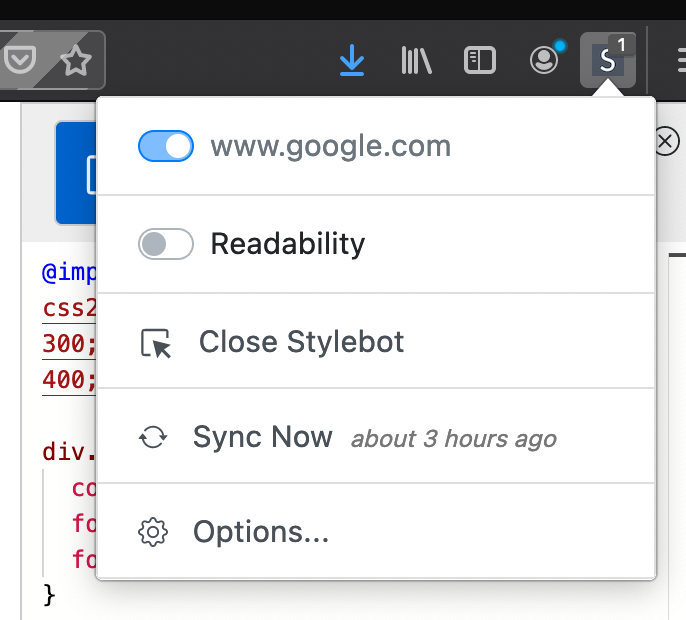 S 1
www.google.com
Readability
@imp
css2
Close Stylebot
300;
400;
Sync Now about 3 hours ago
div.
co
fo
Options...
fo
}